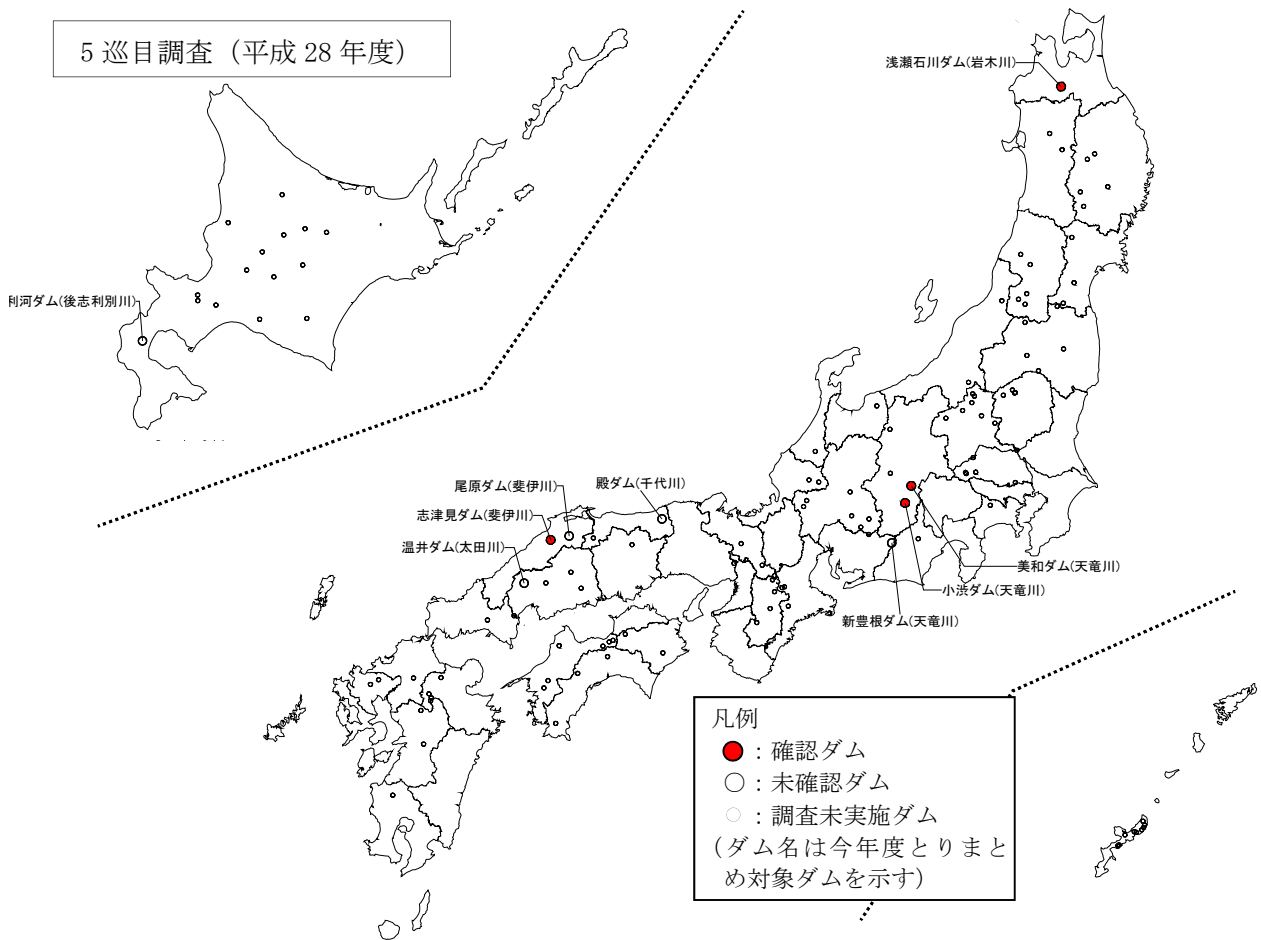 5 巡目調査（平成 28 年度）
浅瀬石川ダム(岩木川)
利河ダム(後志利別川)
尾原ダム(斐伊川)
殿ダム(千代川)
志津見ダム(斐伊川)
温井ダム(太田川)
美和ダム(天竜川)
小渋ダム(天竜川)
新豊根ダム(天竜川)
凡例
：確認ダム
：未確認ダム
：調査未実施ダム
(ダム名は今年度とりまと
め対象ダムを示す)